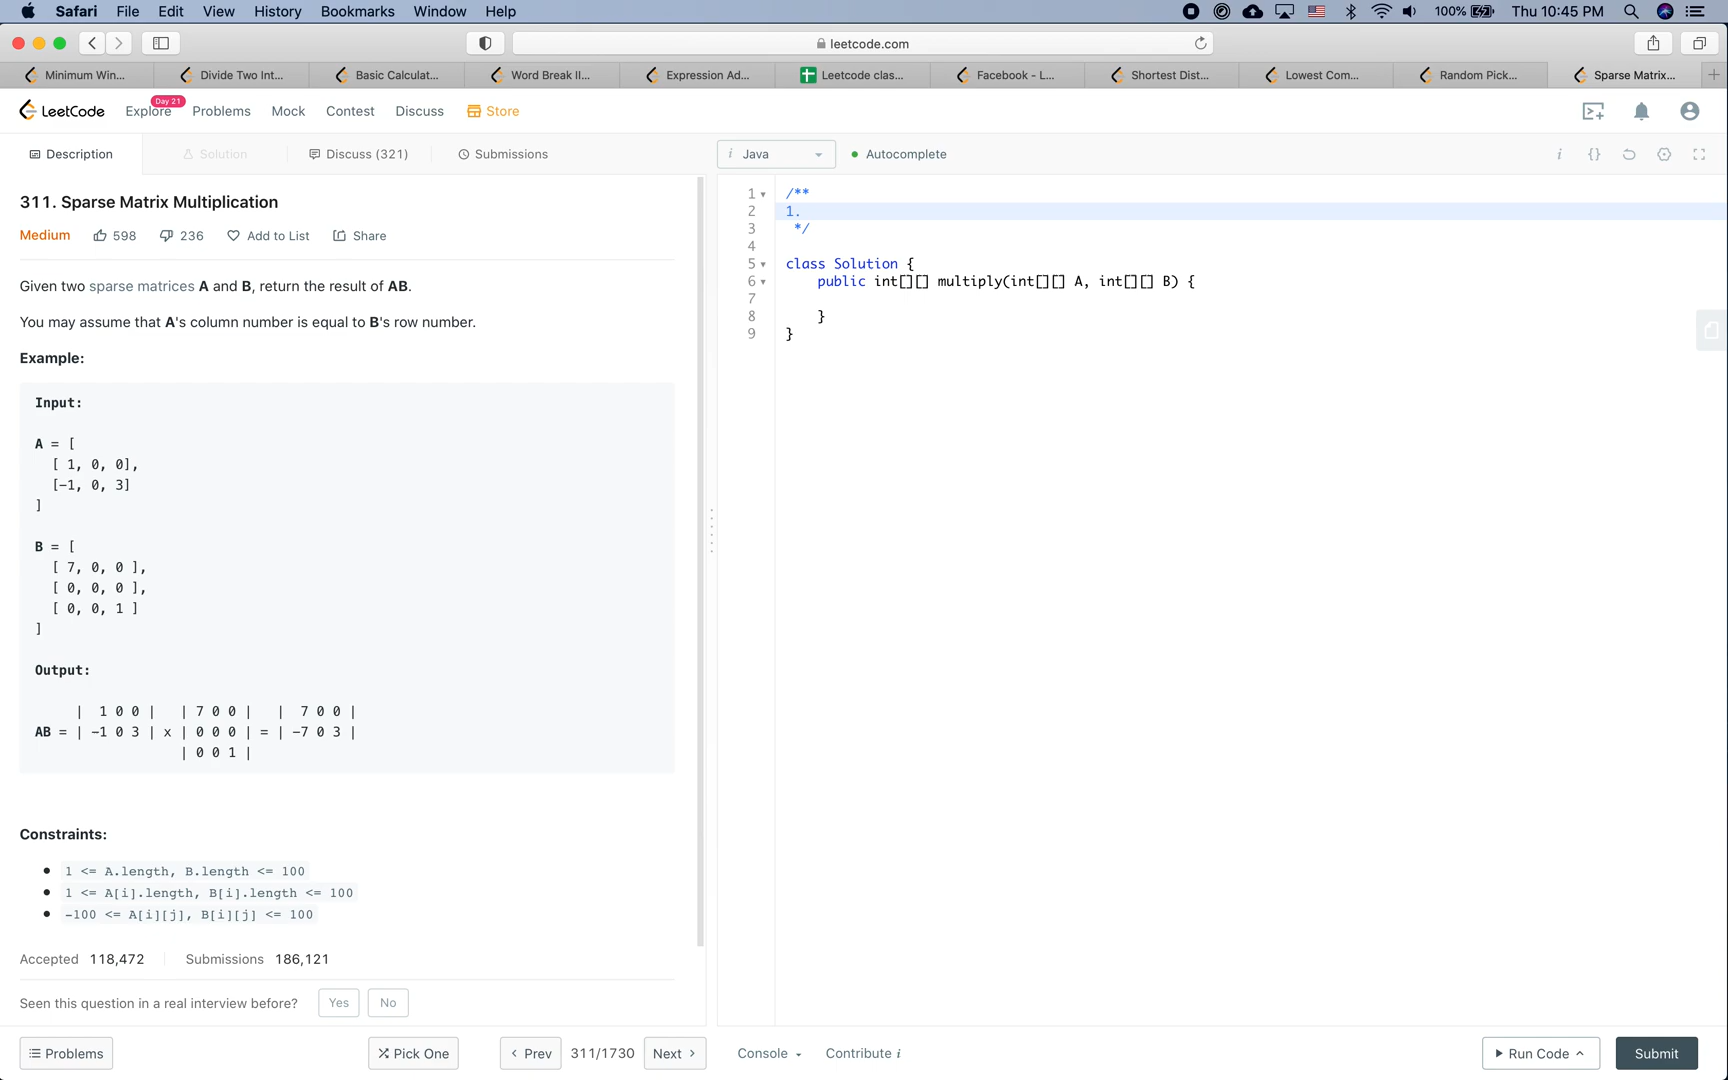 Safari File Edit View History Bookmarks Window Help 100% Thu 10:45 PM
leetcode.com
Minimum Win... Divide Two Int... Basic Calculat... Word Break II... Expression Ad... Leetcode clas... Facebook - L... Shortest Dist... Lowest Com... Random Pick... Sparse Matrix...
LeetCode Explore Day 21 Problems Mock Contest Discuss Store
Description Solution Discuss (321) Submissions
i Java Autocomplete
311. Sparse Matrix Multiplication
Medium 598 236 Add to List Share
Given two sparse matrices A and B, return the result of AB.
You may assume that A's column number is equal to B's row number.
Example:
Input:
A = [
[ 1, 0, 0],
[-1, 0, 3]
]
B = [
[ 7, 0, 0 ],
[ 0, 0, 0 ],
[ 0, 0, 1 ]
]
Output:
| 1 0 0 | | 7 0 0 | | 7 0 0 |
AB = | -1 0 3 | x | 0 0 0 | = | -7 0 3 |
| 0 0 1 |
Constraints:
1 <= A.length, B.length <= 100
1 <= A[i].length, B[i].length <= 100
-100 <= A[i][j], B[i][j] <= 100
Accepted 118,472 Submissions 186,121
Seen this question in a real interview before? Yes No
1 /**
2 1.
3 */
4
5 class Solution {
6 public int[][] multiply(int[][] A, int[][] B) {
7
8 }
9 }
Problems Pick One < Prev 311/1730 Next > Console Contribute i Run Code Submit